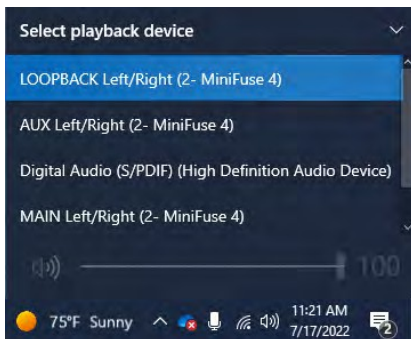 Select playback device
LOOPBACK Left/Right (2- MiniFuse 4)
AUX Left/Right (2- MiniFuse 4)
Digital Audio (S/PDIF) (High Definition Audio Device)
MAIN Left/Right (2- MiniFuse 4)
100
75°F Sunny
11:21 AM
7/17/2022
2